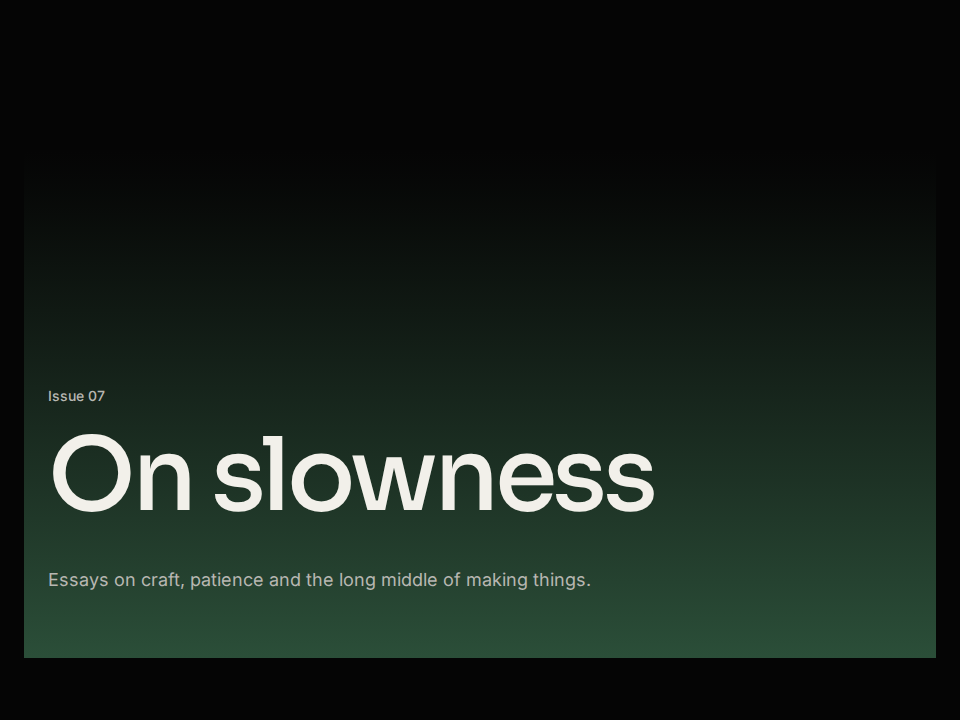 Issue 07
On slowness
Essays on craft, patience and the long middle of making things.